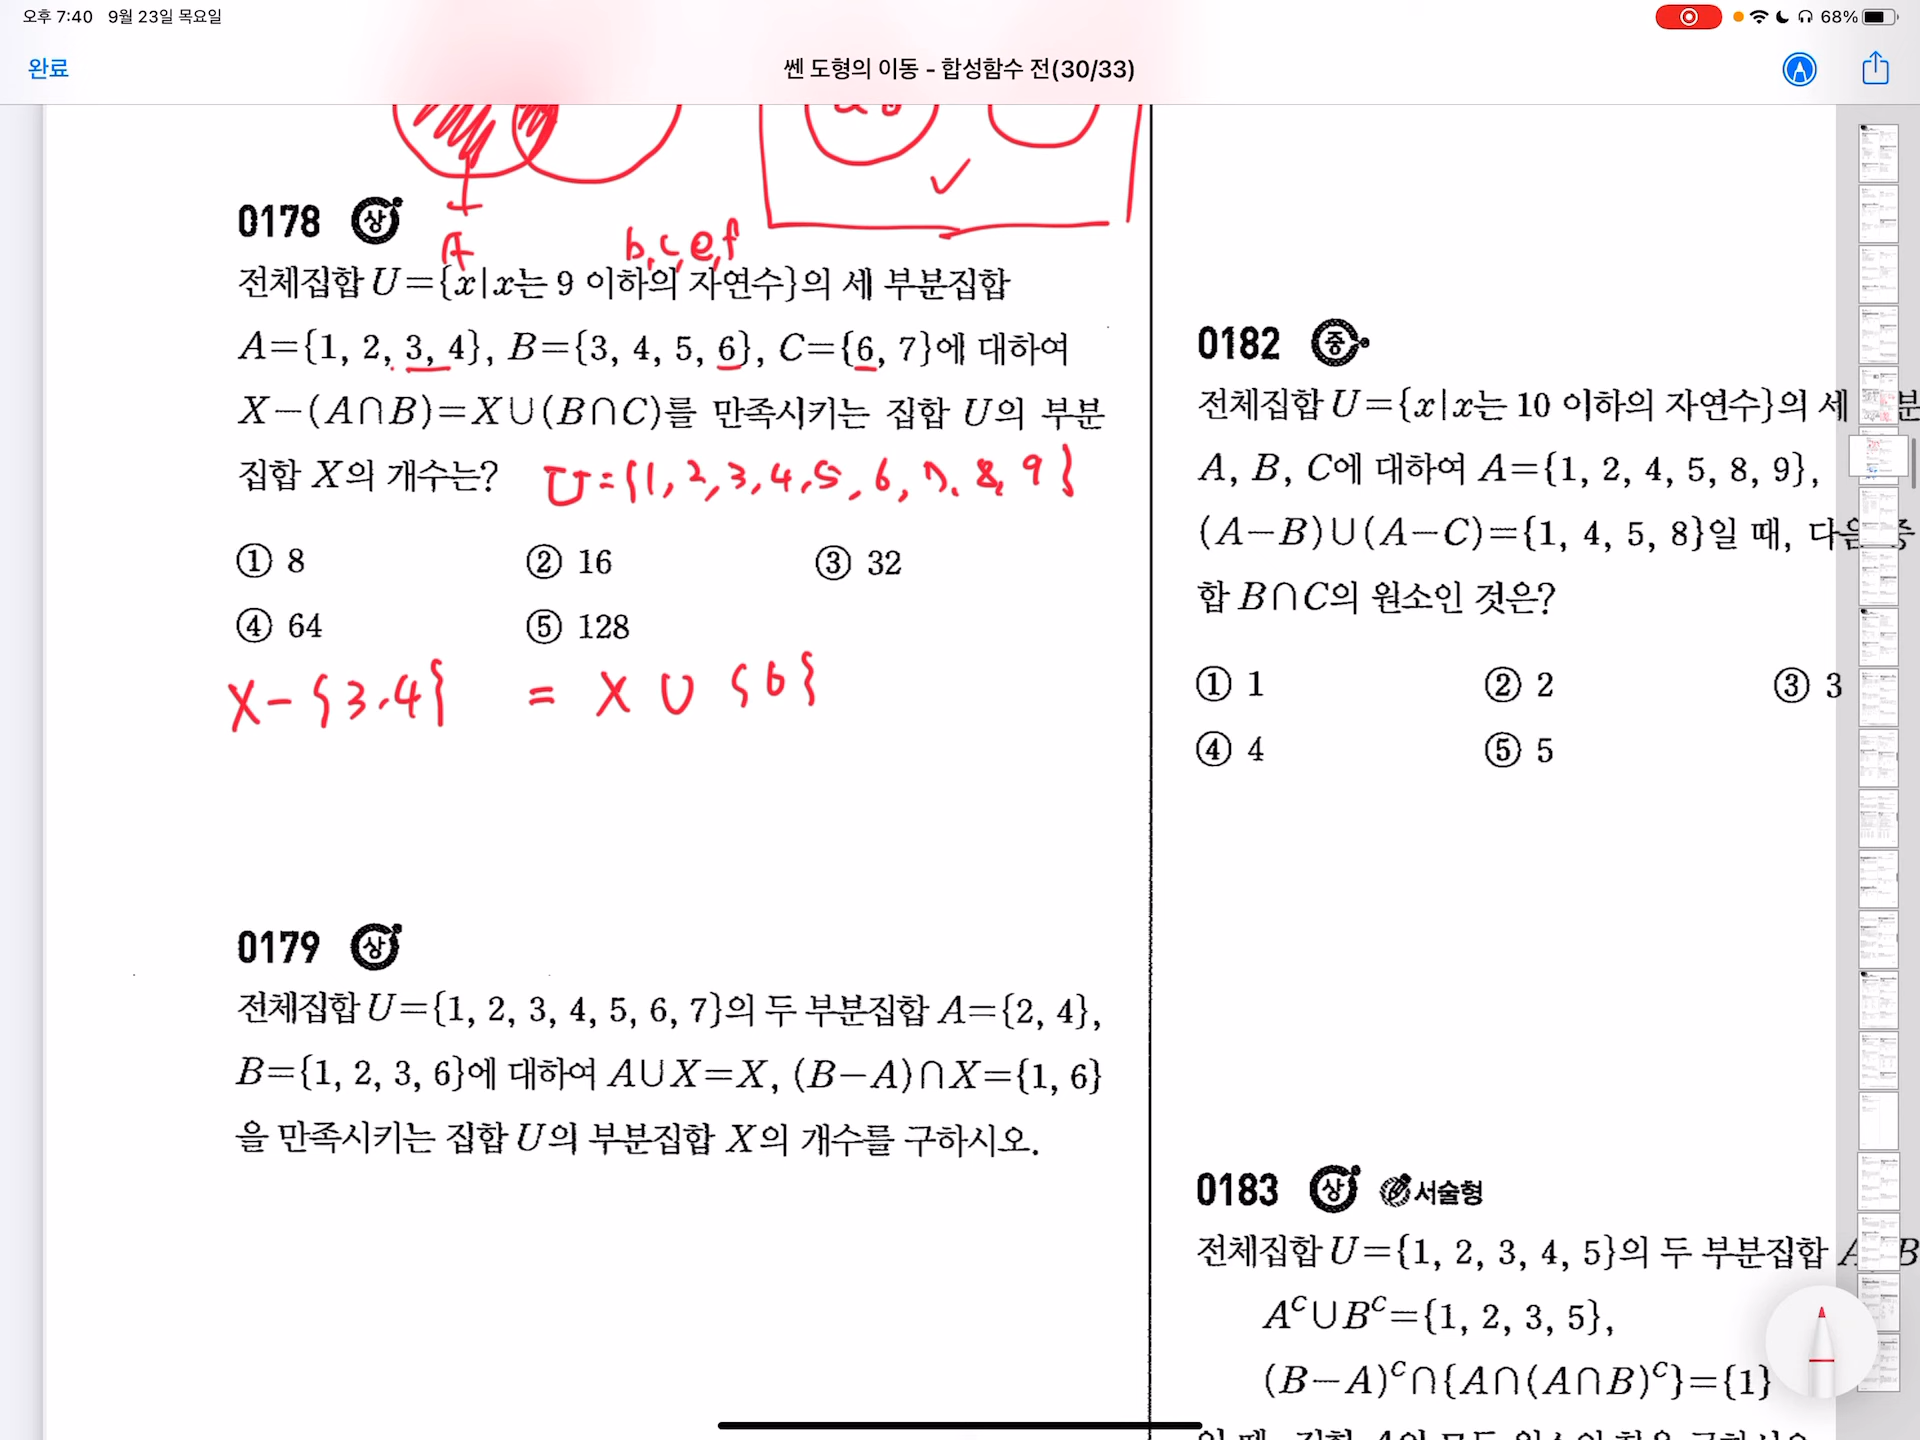 오후 7:40 9월 23일 목요일
68%
완료
쎈 도형의 이동 - 합성함수 전(30/33)
0178 상
A
b, c, e, f
전체집합 U={x|x는 9 이하의 자연수}의 세 부분집합
A={1, 2, 3, 4}, B={3, 4, 5, 6}, C={6, 7}에 대하여
X-(A∩B)=X∪(B∩C)를 만족시키는 집합 U의 부분
집합 X의 개수는?
U={1, 2, 3, 4, 5, 6, 7, 8, 9}
① 8 ② 16 ③ 32
④ 64 ⑤ 128
X-{3.4} = X ∪ {6}
0179 상
전체집합 U={1, 2, 3, 4, 5, 6, 7}의 두 부분집합 A={2, 4},
B={1, 2, 3, 6}에 대하여 A∪X=X, (B-A)∩X={1, 6}
을 만족시키는 집합 U의 부분집합 X의 개수를 구하시오.
0182 중
전체집합 U={x|x는 10 이하의 자연수}의 세 분
A, B, C에 대하여 A={1, 2, 4, 5, 8, 9},
(A-B)∪(A-C)={1, 4, 5, 8}일 때, 다음 중
합 B∩C의 원소인 것은?
① 1 ② 2 ③ 3
④ 4 ⑤ 5
0183 상 서술형
전체집합 U={1, 2, 3, 4, 5}의 두 부분집합 A B
Aᶜ∪Bᶜ={1, 2, 3, 5},
(B-A)ᶜ∩{A∩(A∩B)ᶜ}={1}